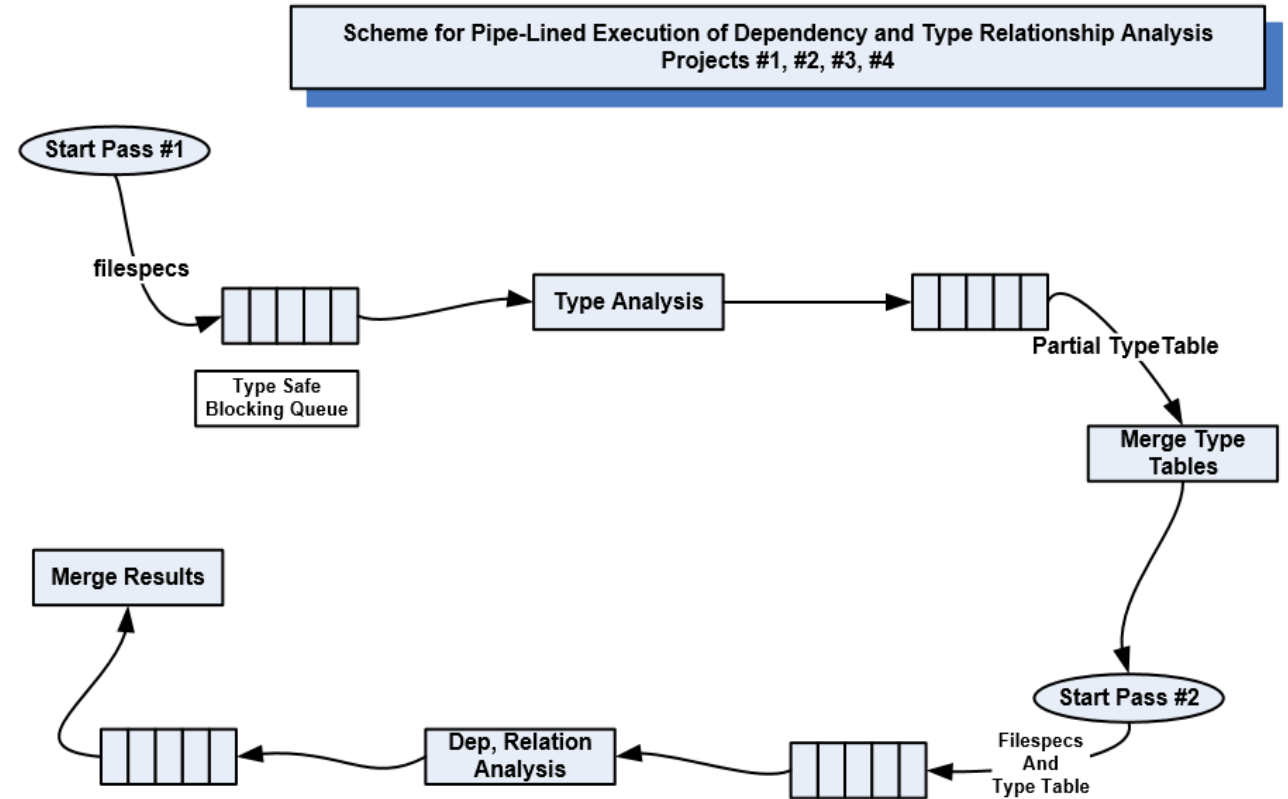 Scheme for Pipe-Lined Execution of Dependency and Type Relationship Analysis
Projects #1, #2, #3, #4
Start Pass #1
filespecs
Type Analysis
Partial TypeTable
Type Safe
Blocking Queue
Merge Type
Tables
Merge Results
Start Pass #2
Dep, Relation
Analysis
Filespecs
And
Type Table